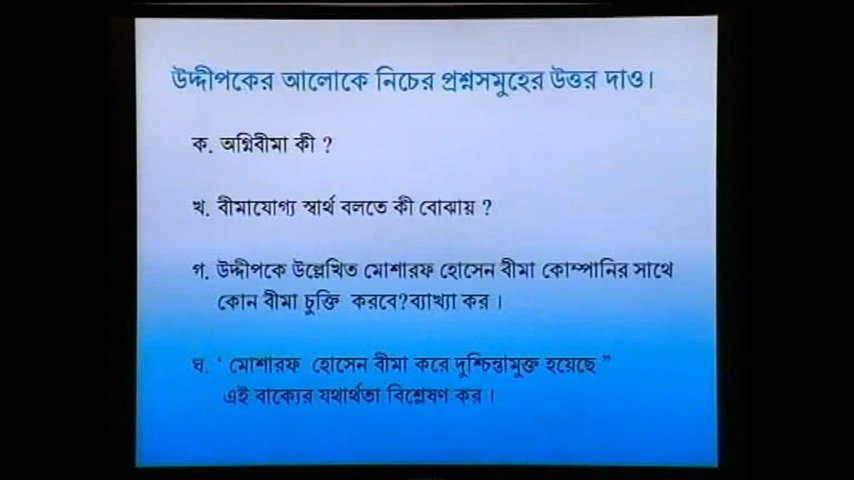 উদ্দীপকের আলোকে নিচের প্রশ্নসমুহের উত্তর দাও।
ক. অগ্নিবীমা কী ?
খ. বীমাযোগ্য স্বার্থ বলতে কী বোঝায় ?
গ. উদ্দীপকে উল্লেখিত মোশারফ হোসেন বীমা কোম্পানির সাথে
কোন বীমা চুক্তি করবে?ব্যাখ্যা কর ।
ঘ. ‘ মোশারফ হোসেন বীমা করে দুশ্চিন্তামুক্ত হয়েছে ”
এই বাক্যের যথার্থতা বিশ্লেষণ কর ।